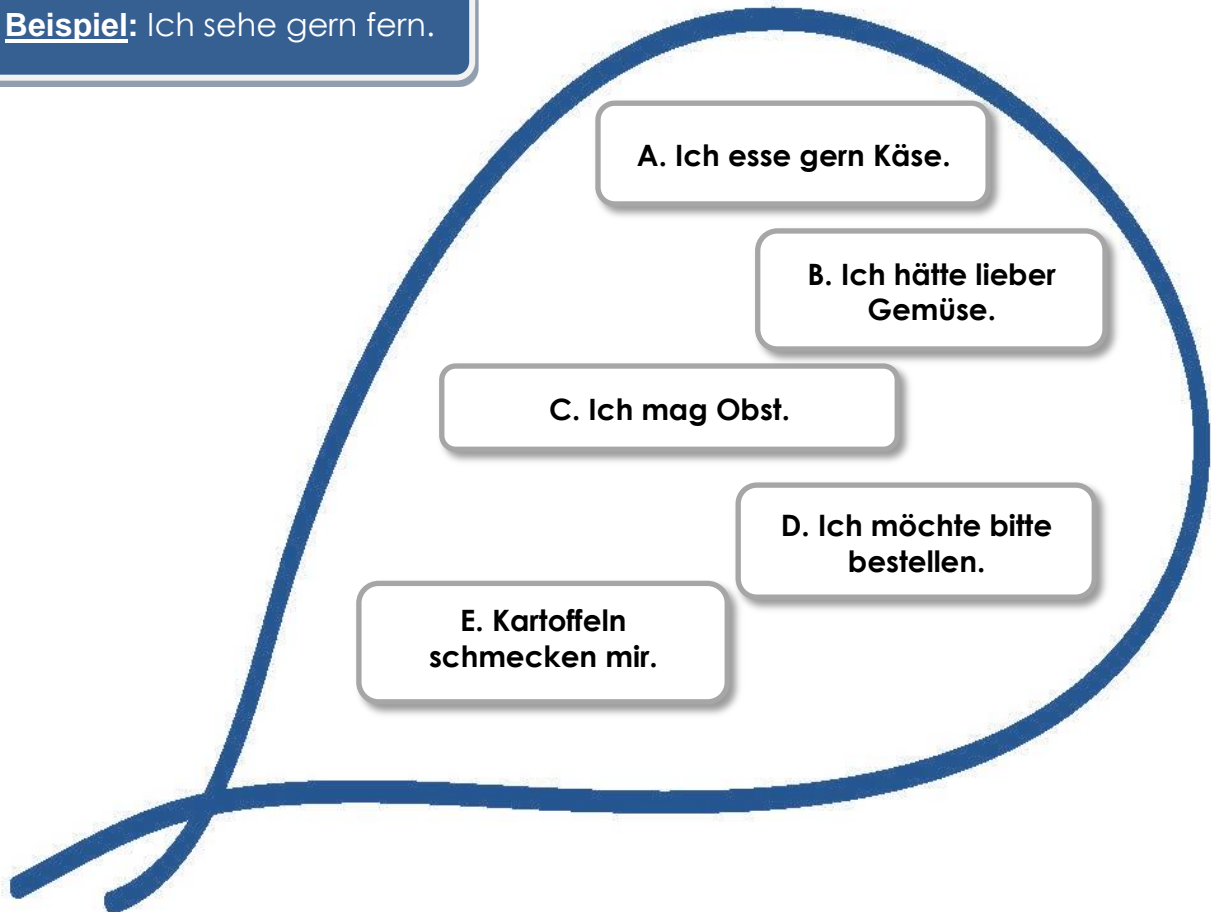 Beispiel: Ich sehe gern fern.
A. Ich esse gern Käse.
B. Ich hätte lieber
Gemüse.
C. Ich mag Obst.
D. Ich möchte bitte
bestellen.
E. Kartoffeln
schmecken mir.